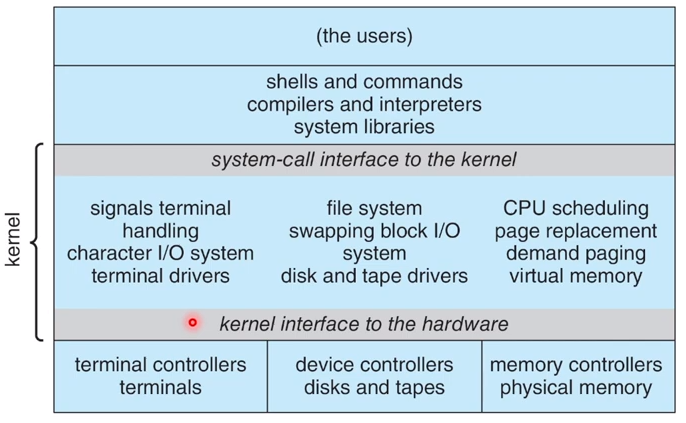 (the users)
shells and commands
compilers and interpreters
system libraries
kernel
system-call interface to the kernel
signals terminal
handling
character I/O system
terminal drivers
file system
swapping block I/O
system
disk and tape drivers
CPU scheduling
page replacement
demand paging
virtual memory
kernel interface to the hardware
terminal controllers
terminals
device controllers
disks and tapes
memory controllers
physical memory